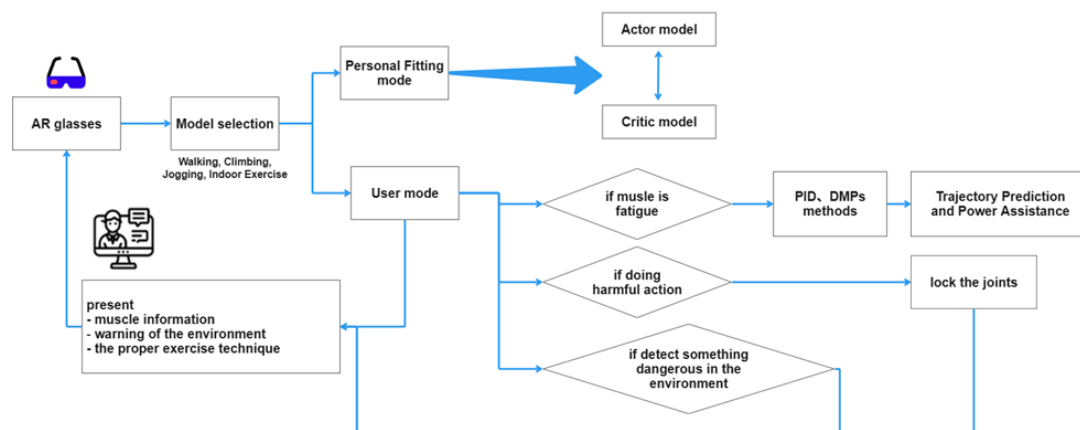 Actor model
Personal Fitting
mode
AR glasses
Model selection
Critic model
Walking, Climbing,
Jogging, Indoor Exercise
User mode
if musle is
fatigue
PID、DMPs
methods
Trajectory Prediction
and Power Assistance
if doing
harmful action
lock the joints
present
- muscle information
- warning of the environment
- the proper exercise technique
if detect something
dangerous in the
environment